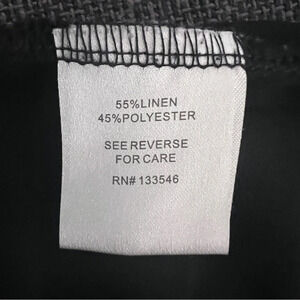 55%LINEN
45%POLYESTER
SEE REVERSE
FOR CARE
RN# 133546